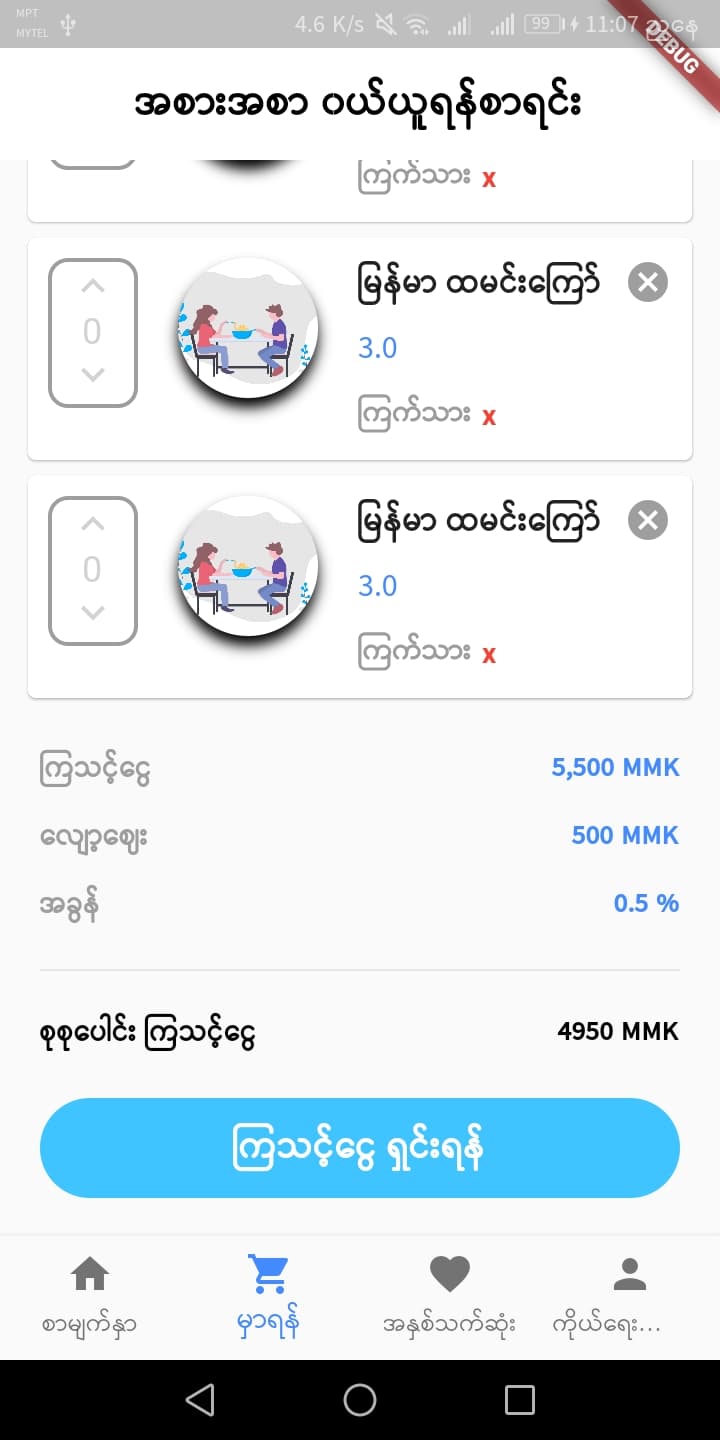 MPT
MYTEL
4.6 K/s 99 11:07 ညနေ
DEBUG
အစားအစာ ဝယ်ယူရန်စာရင်း
ကြက်သား x
မြန်မာ ထမင်းကြော်
0
3.0
ကြက်သား x
မြန်မာ ထမင်းကြော်
0
3.0
ကြက်သား x
ကြသင့်ငွေ 5,500 MMK
လျော့ဈေး 500 MMK
အခွန် 0.5 %
စုစုပေါင်း ကြသင့်ငွေ 4950 MMK
ကြသင့်ငွေ ရှင်းရန်
စာမျက်နှာ
မှာရန်
အနှစ်သက်ဆုံး
ကိုယ်ရေး...